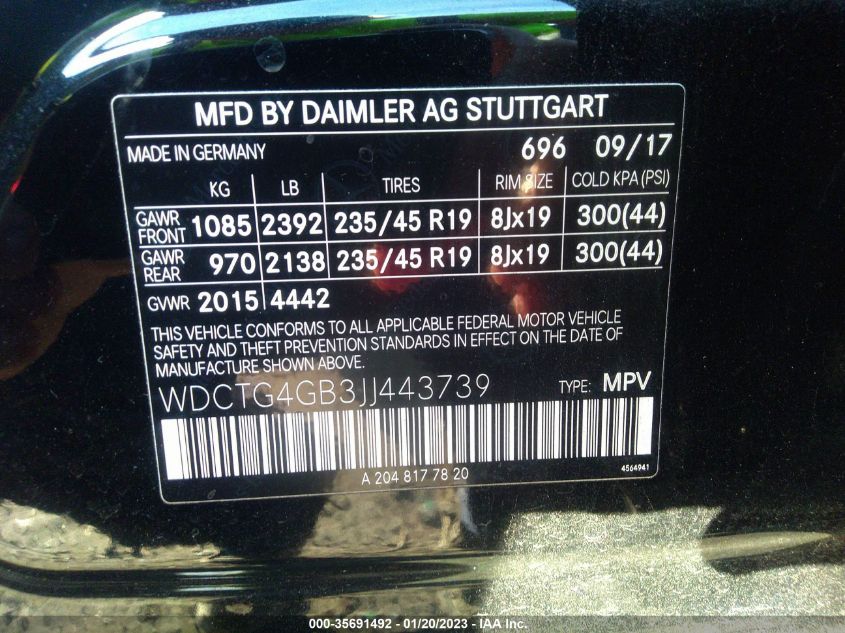 MFD BY DAIMLER AG STUTTGART
MADE IN GERMANY 696 09/17
KG LB TIRES RIM SIZE COLD KPA (PSI)
GAWR FRONT 1085 2392 235/45 R19 8Jx19 300(44)
GAWR REAR 970 2138 235/45 R19 8Jx19 300(44)
GVWR 2015 4442
THIS VEHICLE CONFORMS TO ALL APPLICABLE FEDERAL MOTOR VEHICLE
SAFETY AND THEFT PREVENTION STANDARDS IN EFFECT ON THE DATE OF
MANUFACTURE SHOWN ABOVE.
WDCTG4GB3JJ443739 TYPE: MPV
A 204 817 78 20 4564941
000-35691492 - 01/20/2023 - IAA Inc.